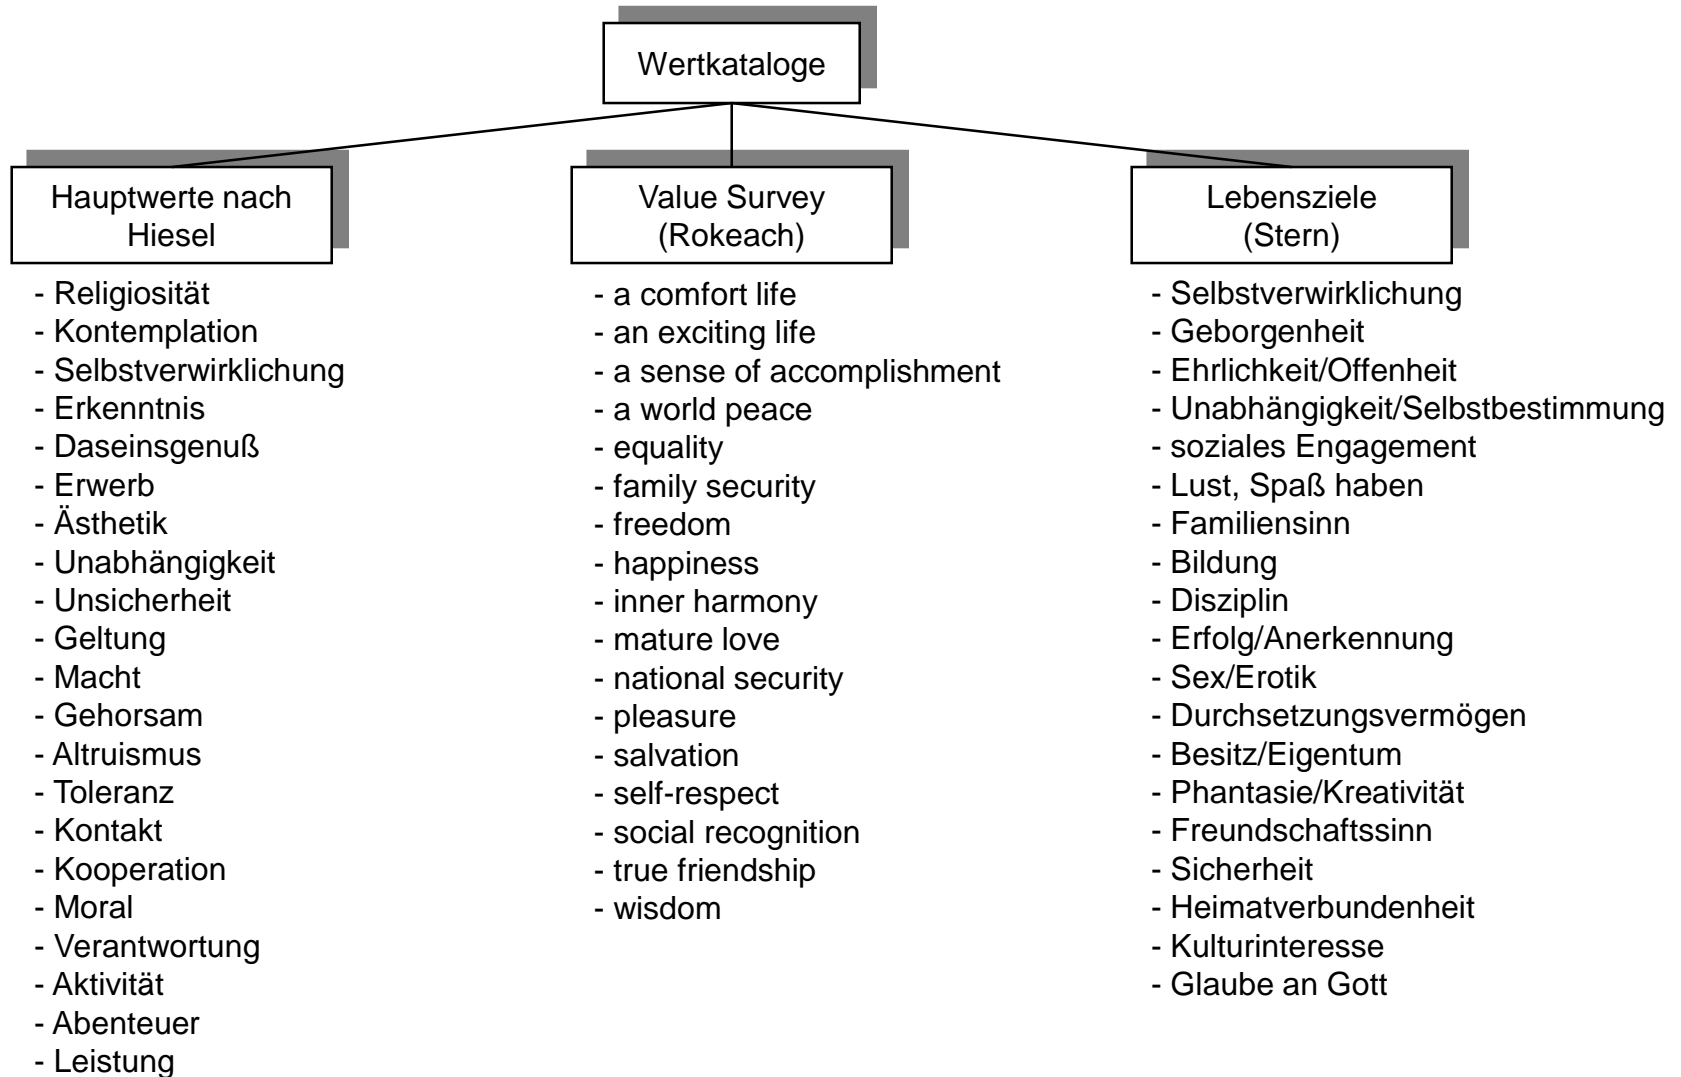 Wertkataloge
Hauptwerte nach
Hiesel
- Religiosität
- Kontemplation
- Selbstverwirklichung
- Erkenntnis
- Daseinsgenuß
- Erwerb
- Ästhetik
- Unabhängigkeit
- Unsicherheit
- Geltung
- Macht
- Gehorsam
- Altruismus
- Toleranz
- Kontakt
- Kooperation
- Moral
- Verantwortung
- Aktivität
- Abenteuer
- Leistung
Value Survey
(Rokeach)
- a comfort life
- an exciting life
- a sense of accomplishment
- a world peace
- equality
- family security
- freedom
- happiness
- inner harmony
- mature love
- national security
- pleasure
- salvation
- self-respect
- social recognition
- true friendship
- wisdom
Lebensziele
(Stern)
- Selbstverwirklichung
- Geborgenheit
- Ehrlichkeit/Offenheit
- Unabhängigkeit/Selbstbestimmung
- soziales Engagement
- Lust, Spaß haben
- Familiensinn
- Bildung
- Disziplin
- Erfolg/Anerkennung
- Sex/Erotik
- Durchsetzungsvermögen
- Besitz/Eigentum
- Phantasie/Kreativität
- Freundschaftssinn
- Sicherheit
- Heimatverbundenheit
- Kulturinteresse
- Glaube an Gott